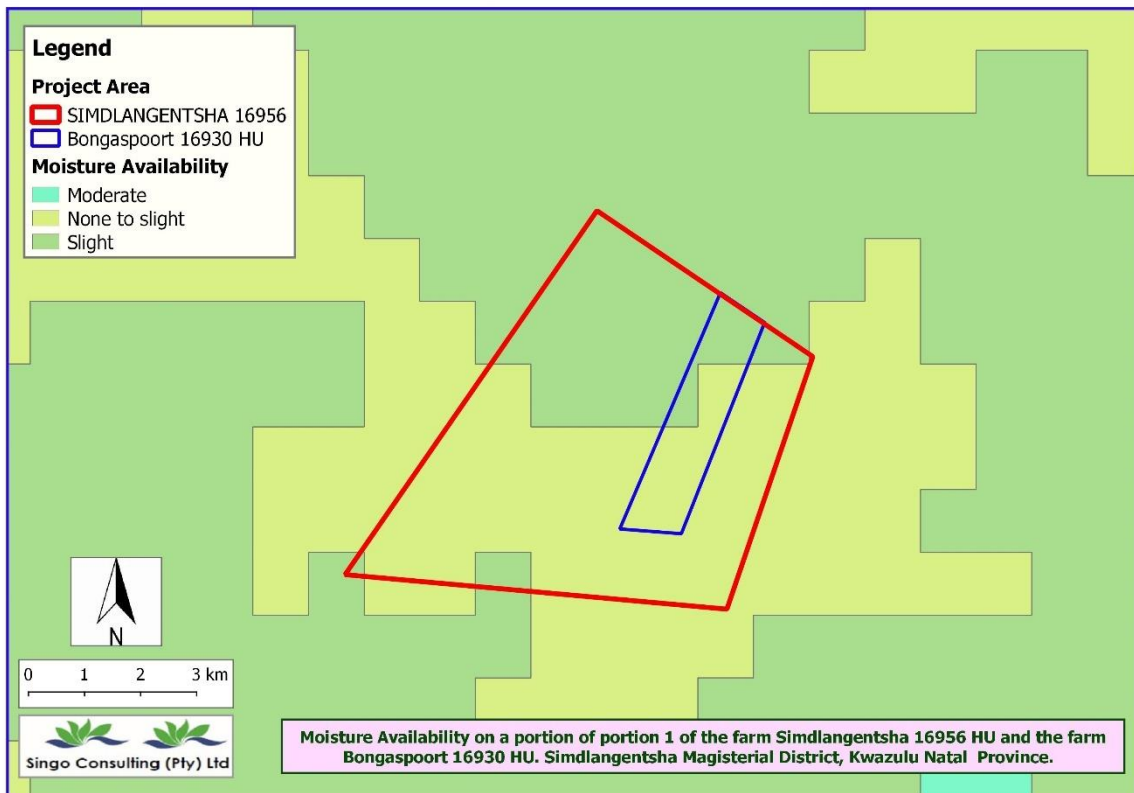 Legend
Project Area
SIMDLANGENTSHA 16956
Bongaspoort 16930 HU
Moisture Availability
Moderate
None to slight
Slight
N
0 1 2 3 km
Singo Consulting (Pty) Ltd
Moisture Availability on a portion of portion 1 of the farm Simdlangentsha 16956 HU and the farm
Bongaspoort 16930 HU. Simdlangentsha Magisterial District, Kwazulu Natal Province.